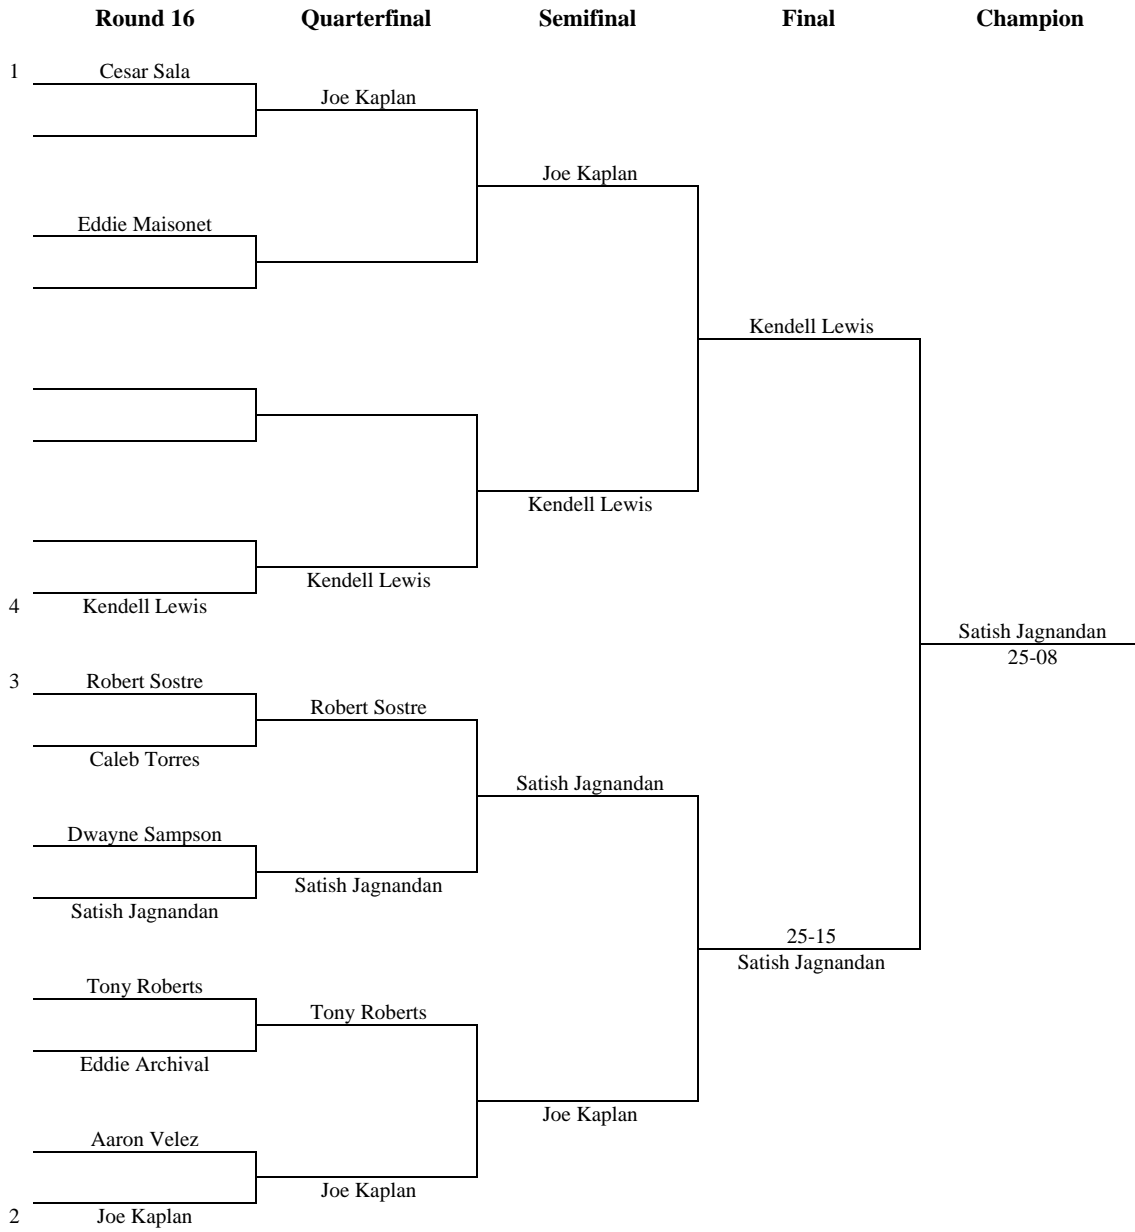 Round 16 Quarterfinal Semifinal Final Champion
1 Cesar Sala
Joe Kaplan
Joe Kaplan
Eddie Maisonet
Kendell Lewis
Kendell Lewis
Kendell Lewis
4 Kendell Lewis
Satish Jagnandan
25-08
3 Robert Sostre
Robert Sostre
Caleb Torres
Satish Jagnandan
Dwayne Sampson
Satish Jagnandan
Satish Jagnandan
25-15
Satish Jagnandan
Tony Roberts
Tony Roberts
Eddie Archival
Joe Kaplan
Aaron Velez
Joe Kaplan
2 Joe Kaplan